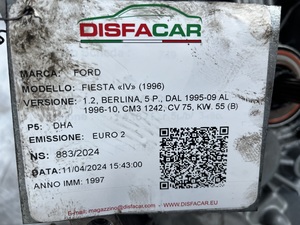 DISFACAR
MARCA: FORD
MODELLO: FIESTA «IV» (1996)
VERSIONE: 1.2, BERLINA, 5 P., DAL 1995-09 AL
1996-10, CM3 1242, CV 75, KW. 55 (B)
P5: DHA
EMISSIONE: EURO 2
NS: 883/2024
DATA: 11/04/2024 15:43:00
ANNO IMM: 1997
E-mail: magazzino@disfacar.eu
WWW.DISFACAR.EU